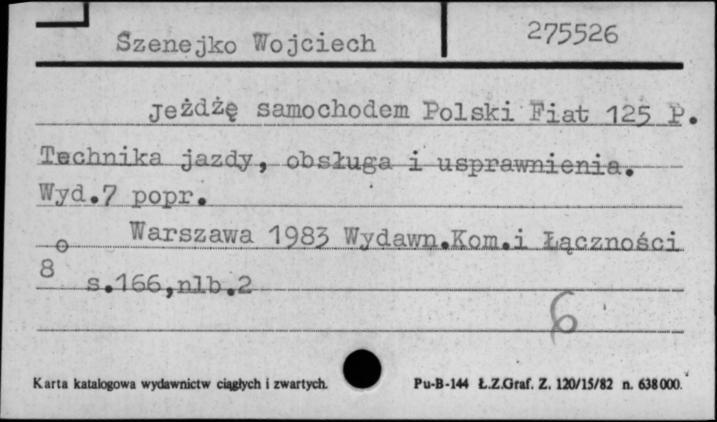 Szenejko Wojciech
275526
Jeżdżę samochodem Polski Fiat 125 P.
Technika jazdy, obsługa i usprawnienia.
Wyd.7 popr.
Warszawa 1983 Wydawn.Kom.i Łączności
8° s.166,nlb.2
6
Karta katalogowa wydawnictw ciągłych i zwartych.
Pu-B-144 Ł.Z.Graf. Z. 120/15/82 n. 638000.